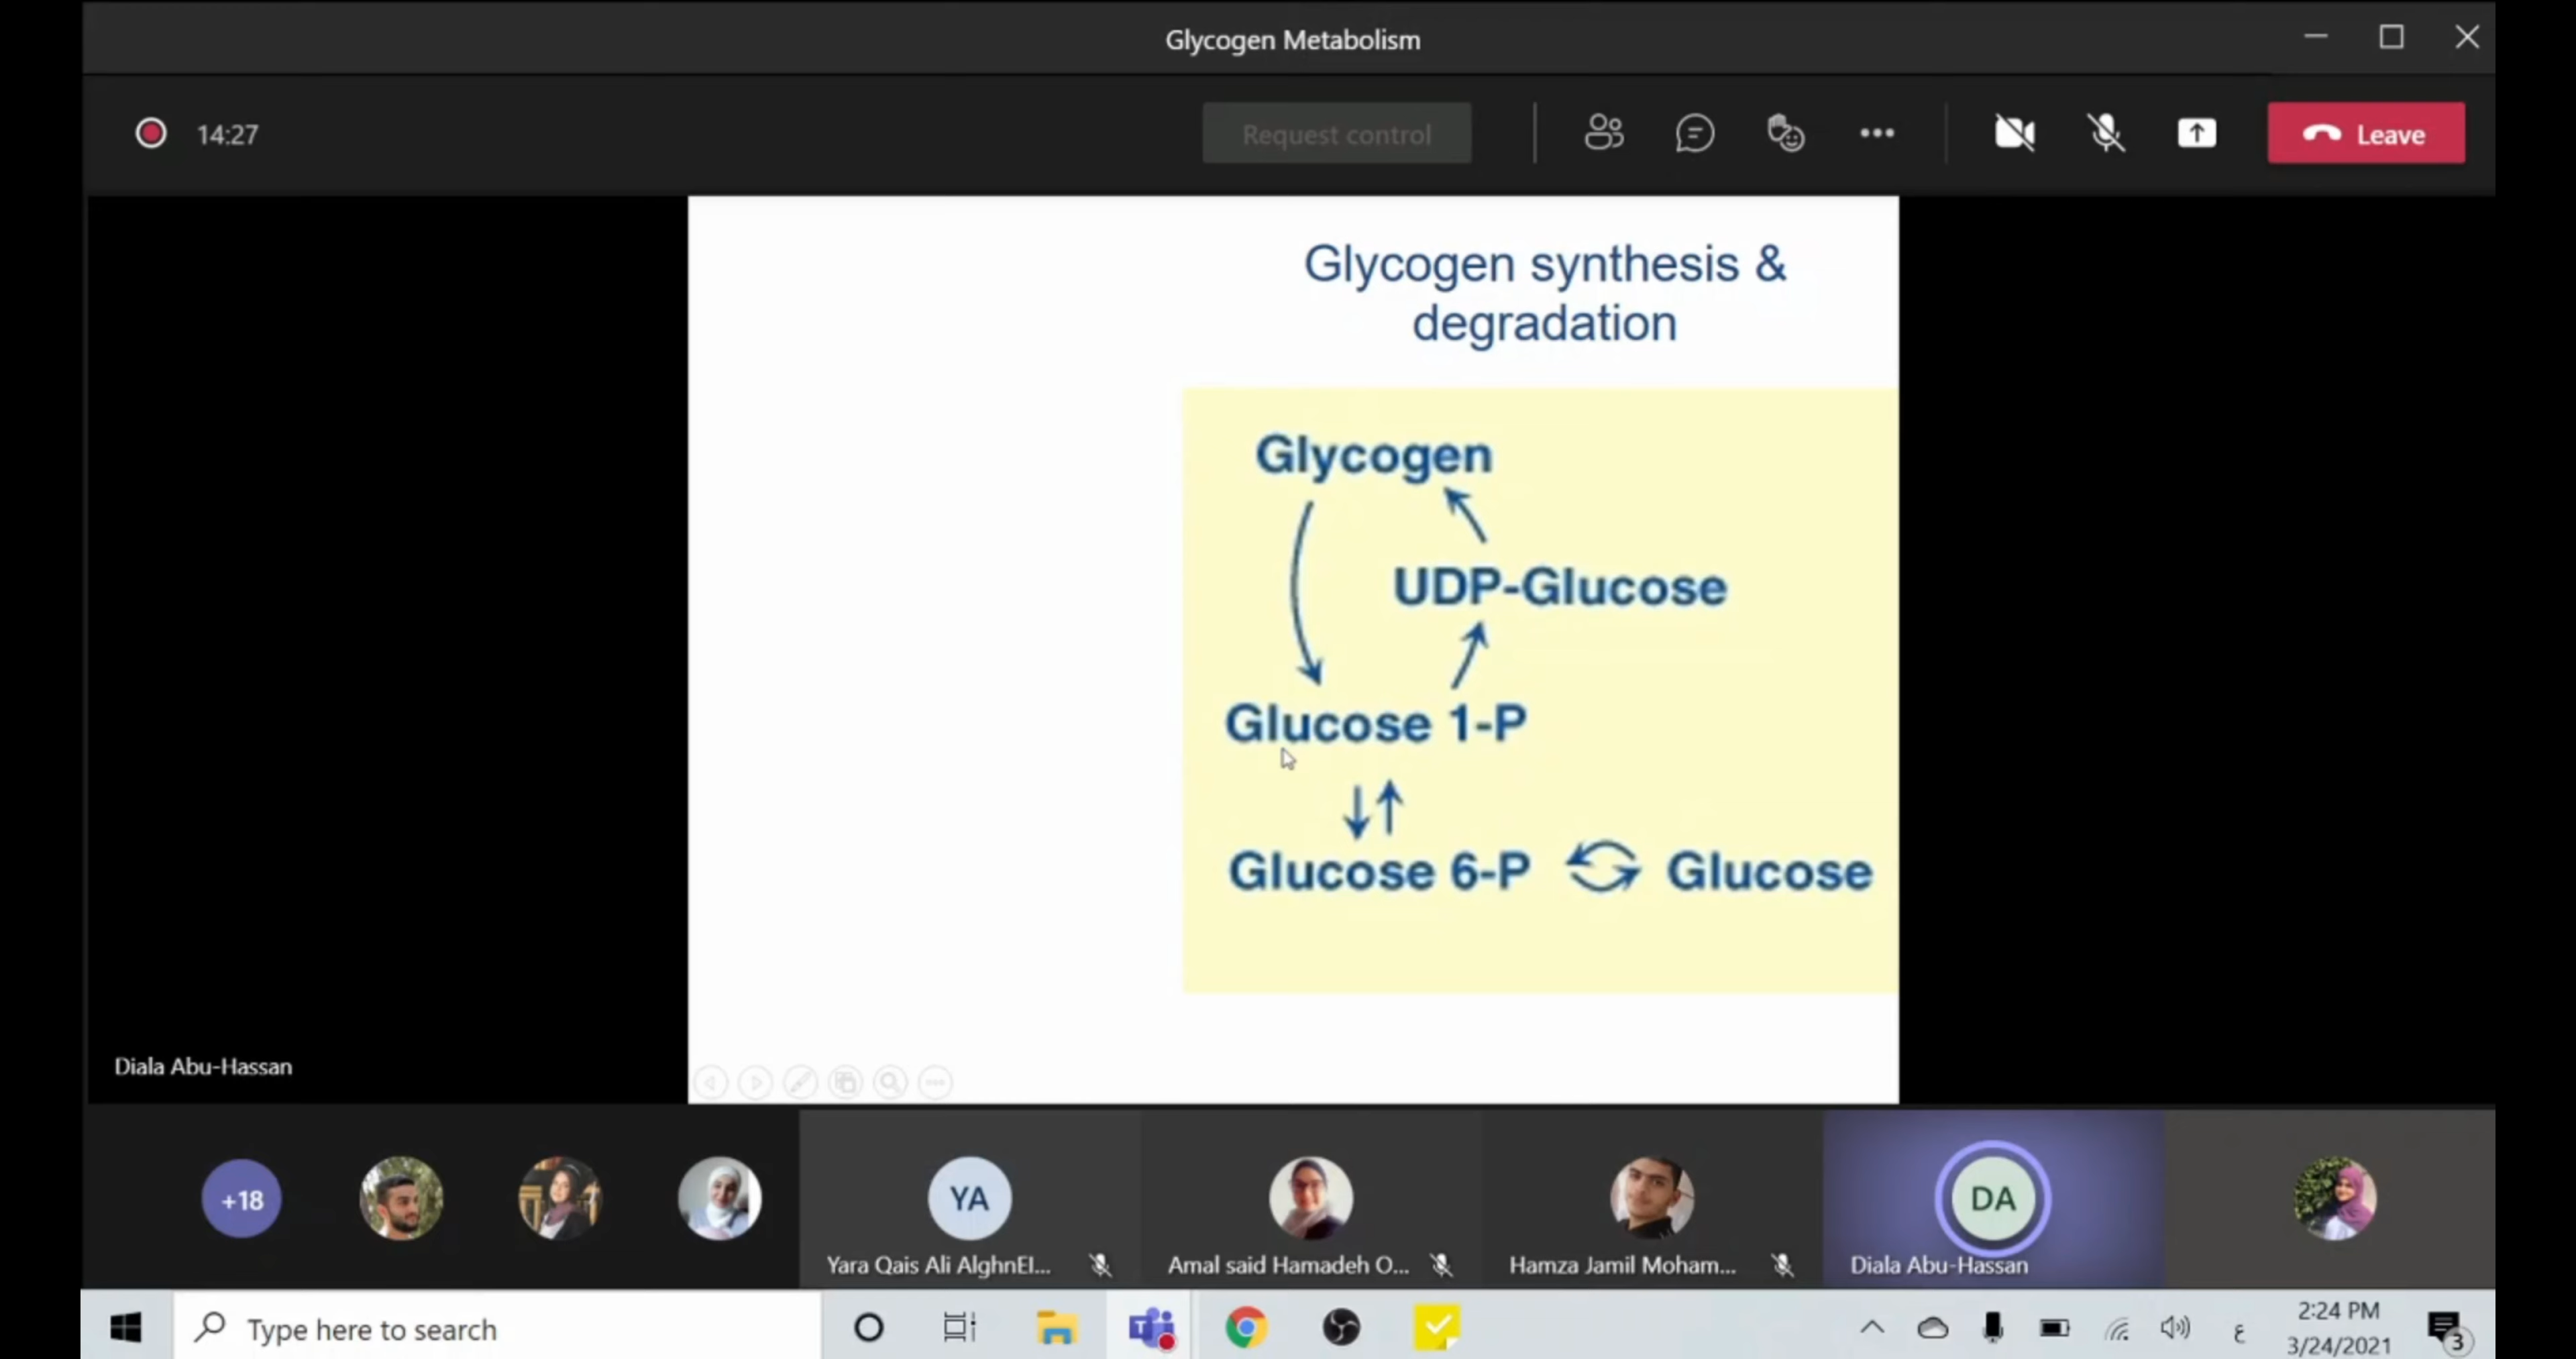 Glycogen Metabolism
14:27
Request control
Leave
Glycogen synthesis &
degradation
Glycogen
UDP-Glucose
Glucose 1-P
Glucose 6-P
Glucose
Diala Abu-Hassan
+18
YA
Yara Qais Ali AlghnEl...
Amal said Hamadeh O...
Hamza Jamil Moham...
DA
Diala Abu-Hassan
Type here to search
ع
2:24 PM
3/24/2021
3